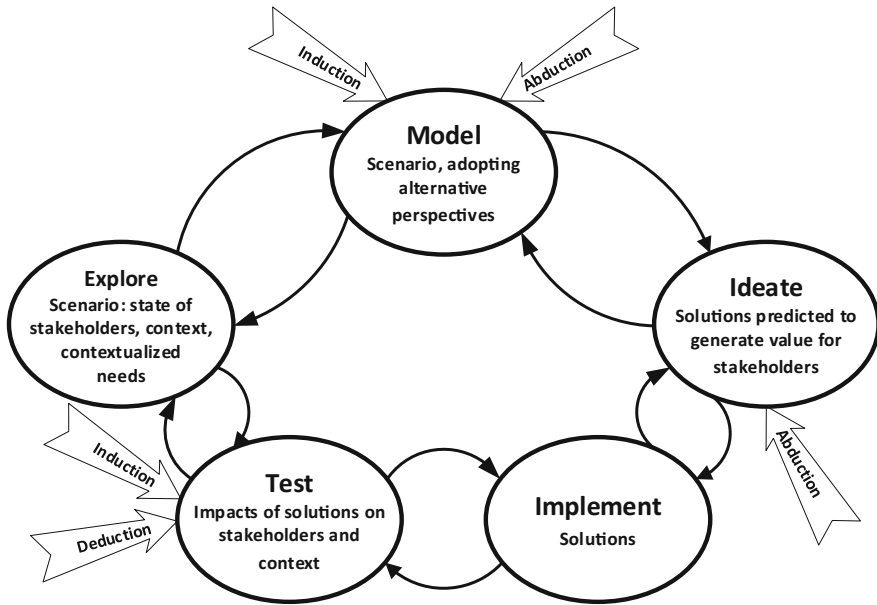 Induction
Abduction
Model
Scenario, adopting
alternative
perspectives
Explore
Scenario: state of
stakeholders, context,
contextualized
needs
Ideate
Solutions predicted to
generate value for
stakeholders
Induction
Deduction
Test
Impacts of solutions on
stakeholders and
context
Implement
Solutions
Abduction